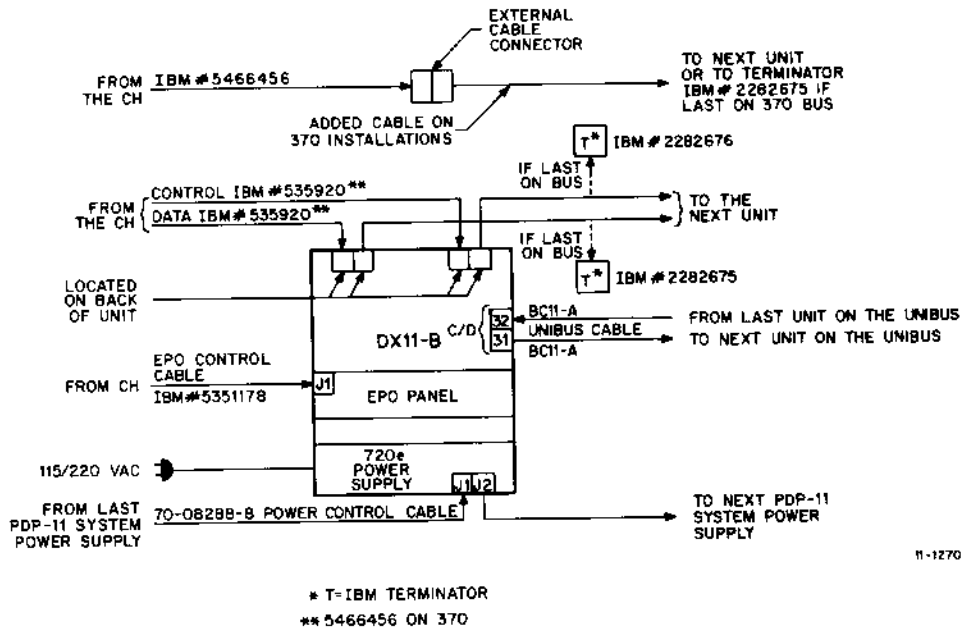 EXTERNAL
CABLE
CONNECTOR
FROM
THE CH
IBM#5466456
TO NEXT UNIT
OR TO TERMINATOR
IBM#2282675 IF
LAST ON 370 BUS
ADDED CABLE ON
370 INSTALLATIONS
T* IBM#2282676
IF LAST
ON BUS
FROM
THE CH
CONTROL IBM#535920**
DATA IBM#535920**
TO THE
NEXT UNIT
IF LAST
ON BUS
T* IBM#2282675
LOCATED
ON BACK
OF UNIT
DX11-B
C/D
32
31
BC11-A
UNIBUS CABLE
BC11-A
FROM LAST UNIT ON THE UNIBUS
TO NEXT UNIT ON THE UNIBUS
FROM CH
EPO CONTROL
CABLE
IBM#5351178
J1
EPO PANEL
115/220 VAC
720e
POWER
SUPPLY
J1 J2
FROM LAST
PDP-11 SYSTEM
POWER SUPPLY
70-08288-8 POWER CONTROL CABLE
TO NEXT PDP-11
SYSTEM POWER
SUPPLY
11-1270
* T=IBM TERMINATOR
** 5466456 ON 370